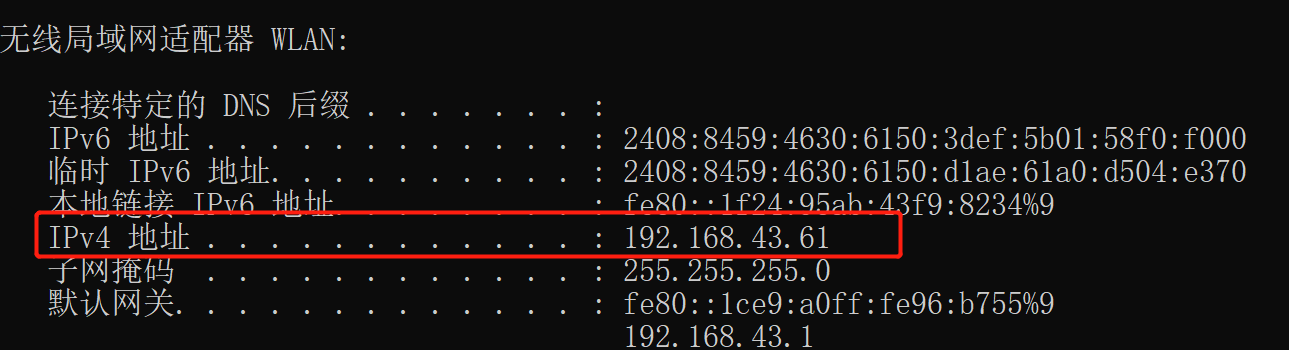 无线局域网适配器 WLAN:
连接特定的 DNS 后缀 . . . . . . . :
IPv6 地址 . . . . . . . . . . . . : 2408:8459:4630:6150:3def:5b01:58f0:f000
临时 IPv6 地址. . . . . . . . . . : 2408:8459:4630:6150:d1ae:61a0:d504:e370
本地链接 IPv6 地址. . . . . . . . : fe80::1f24:95ab:43f9:8234%9
IPv4 地址 . . . . . . . . . . . . : 192.168.43.61
子网掩码 . . . . . . . . . . . . : 255.255.255.0
默认网关. . . . . . . . . . . . . : fe80::1ce9:a0ff:fe96:b755%9
192.168.43.1